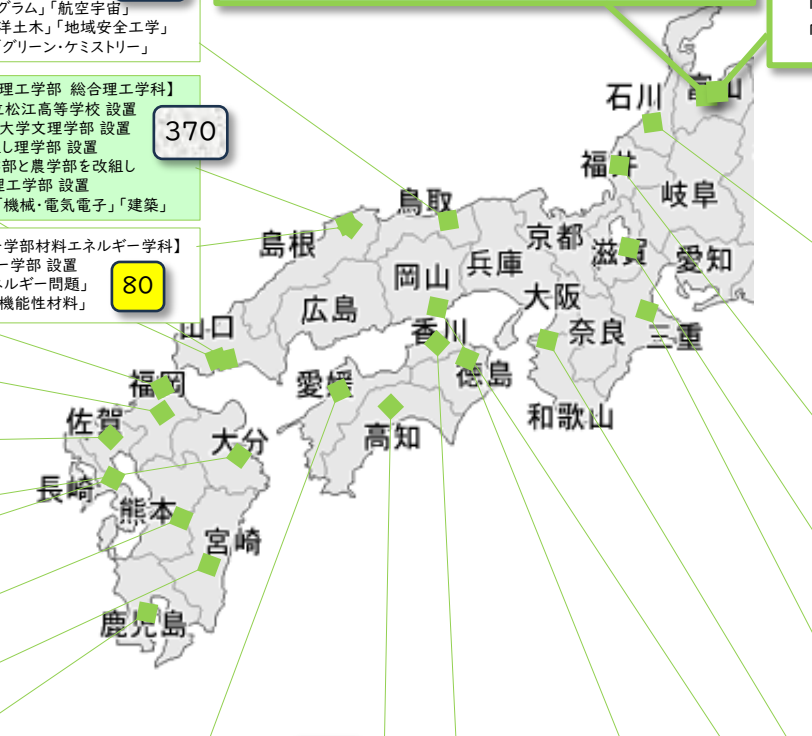 グラム」「航空宇宙」
洋土木」「地域安全工学」
「グリーン・ケミストリー」
理工学部 総合理工学科】
立松江高等学校 設置
大学文理学部 設置
し理学部 設置
部と農学部を改組し
理工学部 設置
「機械・電気電子」「建築」
370
学部材料エネルギー学科】
ー学部 設置
ネルギー問題」
機能性材料」
80
富山
石川
福井
岐阜
鳥取
島根
京都
滋賀
愛知
兵庫
岡山
大阪
広島
奈良
三重
山口
香川
徳島
和歌山
福岡
愛媛
高知
佐賀
大分
長崎
熊本
宮崎
鹿児島